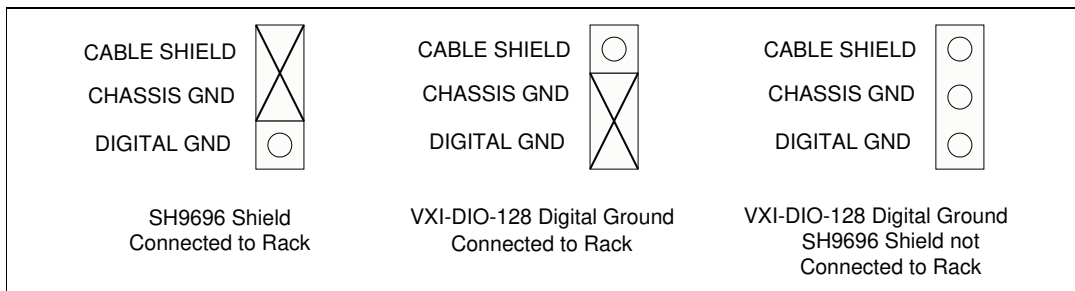 CABLE SHIELD
CHASSIS GND
DIGITAL GND
SH9696 Shield
Connected to Rack
CABLE SHIELD
CHASSIS GND
DIGITAL GND
VXI-DIO-128 Digital Ground
Connected to Rack
CABLE SHIELD
CHASSIS GND
DIGITAL GND
VXI-DIO-128 Digital Ground
SH9696 Shield not
Connected to Rack